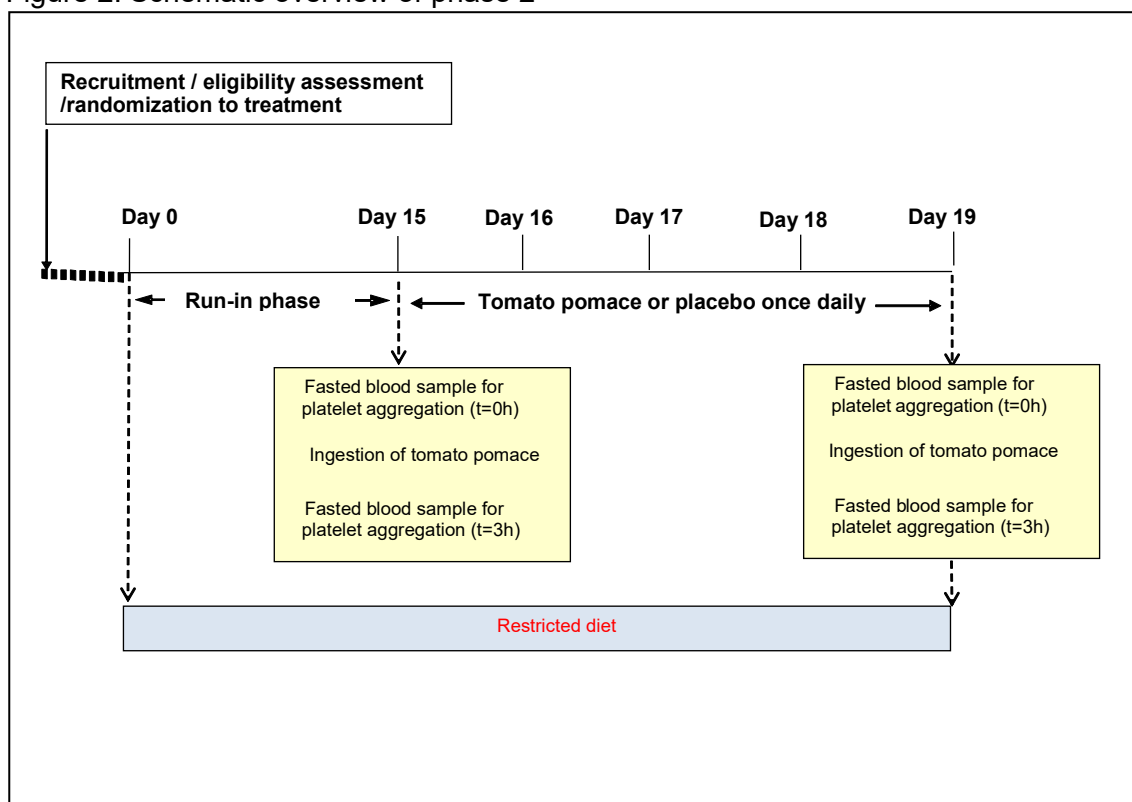 Figure 2: Schematic overview of phase 2
Recruitment / eligibility assessment
/randomization to treatment
Day 0
Day 15
Day 16
Day 17
Day 18
Day 19
Run-in phase
Tomato pomace or placebo once daily
Fasted blood sample for
platelet aggregation (t=0h)
Ingestion of tomato pomace
Fasted blood sample for
platelet aggregation (t=3h)
Fasted blood sample for
platelet aggregation (t=0h)
Ingestion of tomato pomace
Fasted blood sample for
platelet aggregation (t=3h)
Restricted diet